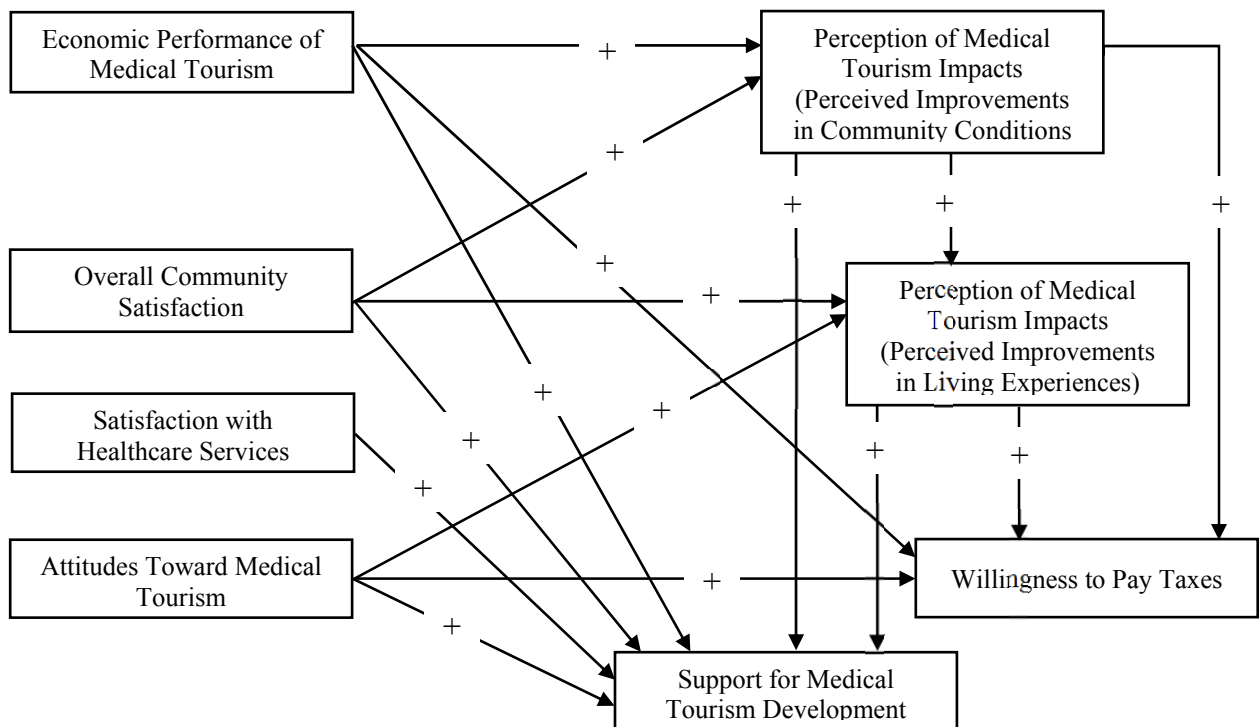 Economic Performance of
Medical Tourism
Perception of Medical
Tourism Impacts
(Perceived Improvements
in Community Conditions
+
+
+
+
+
+
Overall Community
Satisfaction
+
+
Perception of Medical
Tourism Impacts
(Perceived Improvements
in Living Experiences)
+
+
Satisfaction with
Healthcare Services
+
+
+
+
+
Attitudes Toward Medical
Tourism
+
+
Willingness to Pay Taxes
Support for Medical
Tourism Development